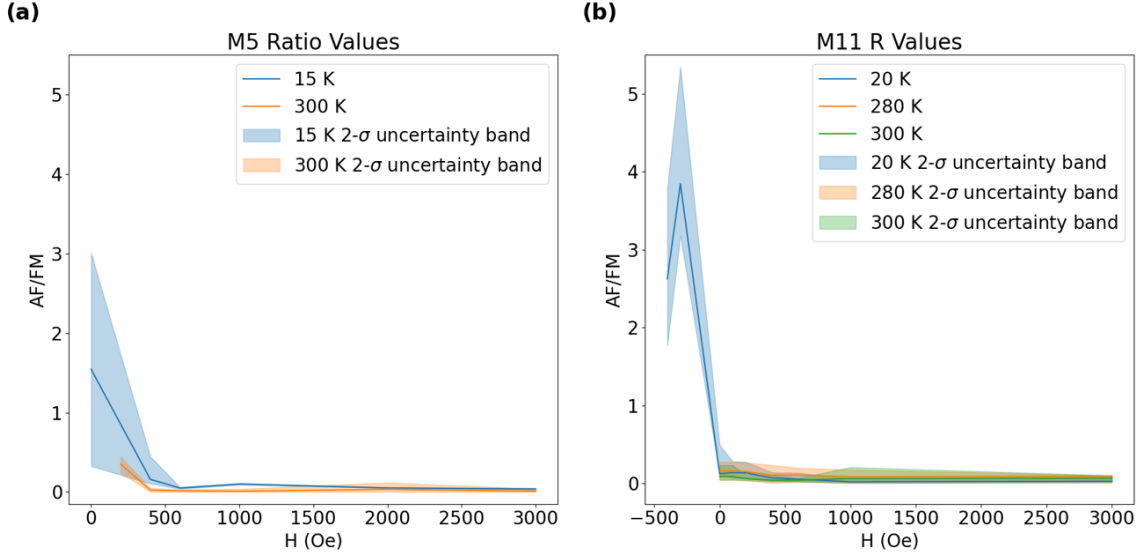 (a)
M5 Ratio Values
15 K
300 K
15 K 2-σ uncertainty band
300 K 2-σ uncertainty band
5
4
3
2
1
0
AF/FM
0 500 1000 1500 2000 2500 3000
H (Oe)
(b)
M11 R Values
20 K
280 K
300 K
20 K 2-σ uncertainty band
280 K 2-σ uncertainty band
300 K 2-σ uncertainty band
5
4
3
2
1
0
AF/FM
−500 0 500 1000 1500 2000 2500 3000
H (Oe)